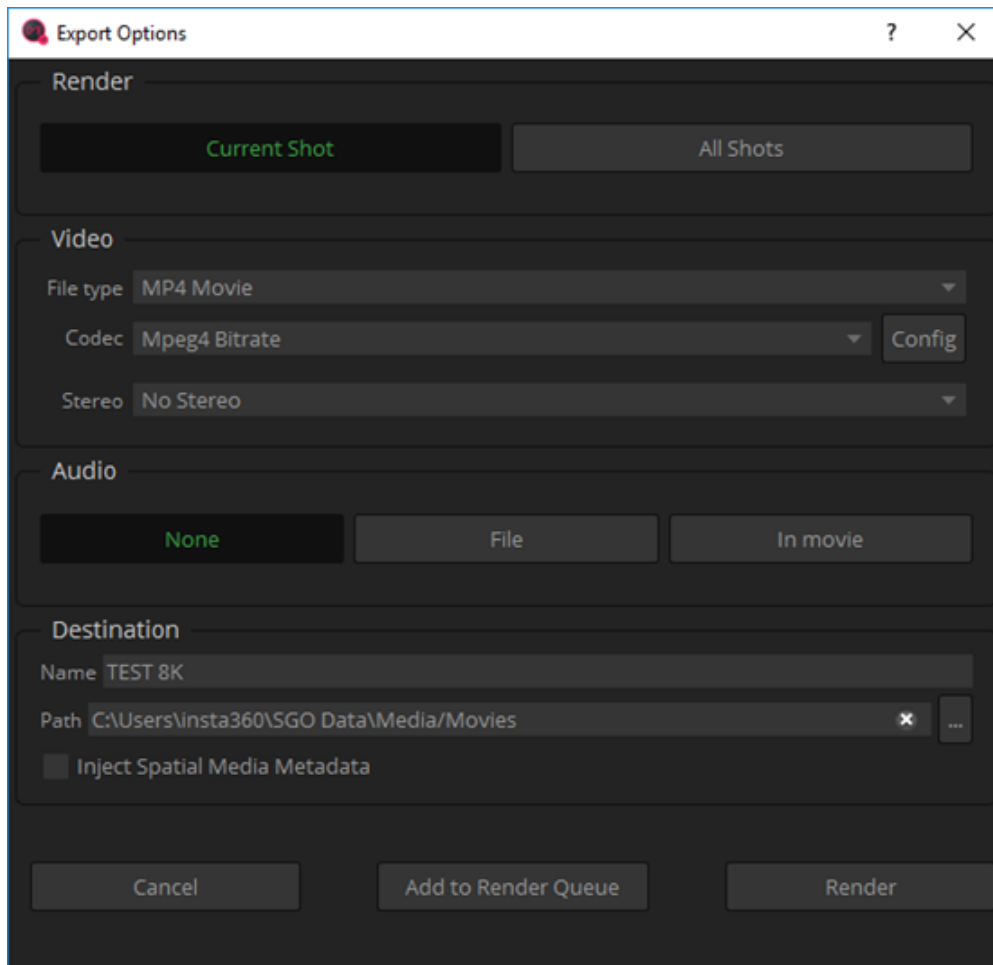 Export Options ?
Render
Current Shot All Shots
Video
File type MP4 Movie
Codec Mpeg4 Bitrate Config
Stereo No Stereo
Audio
None File In movie
Destination
Name TEST 8K
Path C:\Users\insta360\SGO Data\Media/Movies ...
Inject Spatial Media Metadata
Cancel Add to Render Queue Render